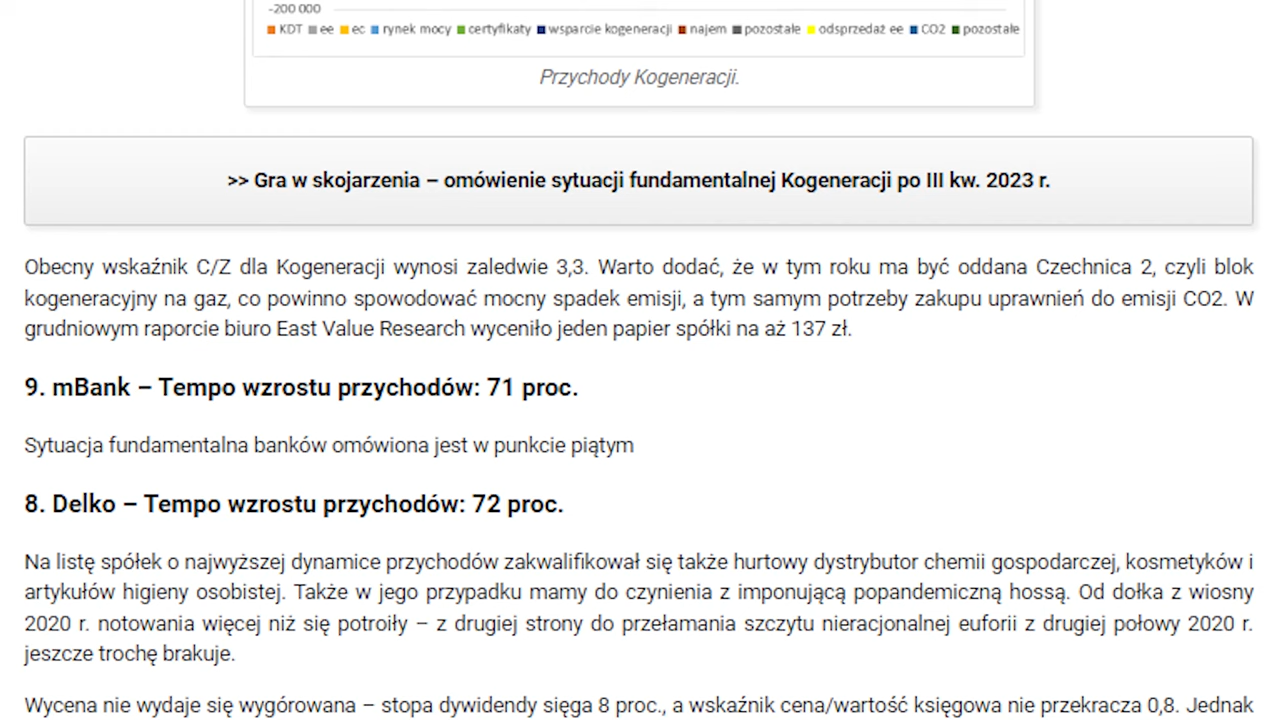 -200 000
KDT ee ec rynek mocy certyfikaty wsparcie kogeneracji najem pozostałe odsprzedaż ee CO2 pozostałe
Przychody Kogeneracji.
>> Gra w skojarzenia – omówienie sytuacji fundamentalnej Kogeneracji po III kw. 2023 r.
Obecny wskaźnik C/Z dla Kogeneracji wynosi zaledwie 3,3. Warto dodać, że w tym roku ma być oddana Czechnica 2, czyli blok
kogeneracyjny na gaz, co powinno spowodować mocny spadek emisji, a tym samym potrzeby zakupu uprawnień do emisji CO2. W
grudniowym raporcie biuro East Value Research wyceniło jeden papier spółki na aż 137 zł.
9. mBank – Tempo wzrostu przychodów: 71 proc.
Sytuacja fundamentalna banków omówiona jest w punkcie piątym
8. Delko – Tempo wzrostu przychodów: 72 proc.
Na listę spółek o najwyższej dynamice przychodów zakwalifikował się także hurtowy dystrybutor chemii gospodarczej, kosmetyków i
artykułów higieny osobistej. Także w jego przypadku mamy do czynienia z imponującą popandemiczną hossą. Od dołka z wiosny
2020 r. notowania więcej niż się potroiły – z drugiej strony do przełamania szczytu nieracjonalnej euforii z drugiej połowy 2020 r.
jeszcze trochę brakuje.
Wycena nie wydaje się wygórowana – stopa dywidendy sięga 8 proc., a wskaźnik cena/wartość księgowa nie przekracza 0,8. Jednak